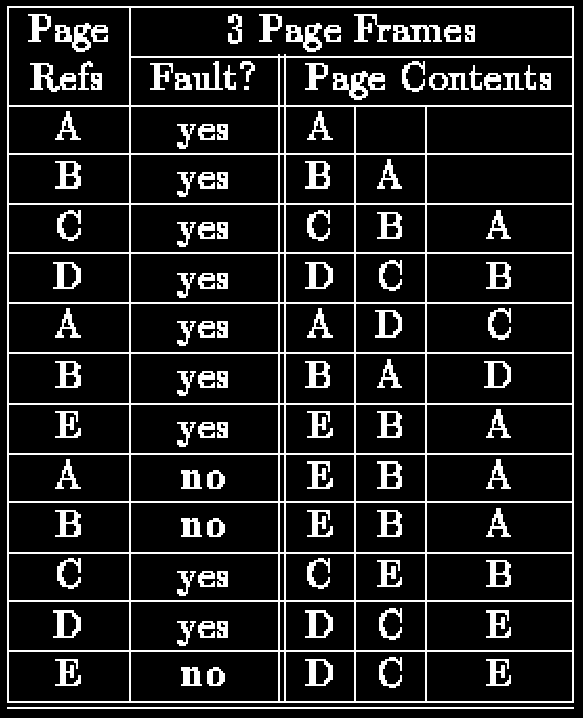 Page 3 Page Frames
Refs Fault? Page Contents
A yes A
B yes B A
C yes C B A
D yes D C B
A yes A D C
B yes B A D
E yes E B A
A no E B A
B no E B A
C yes C E B
D yes D C E
E no D C E